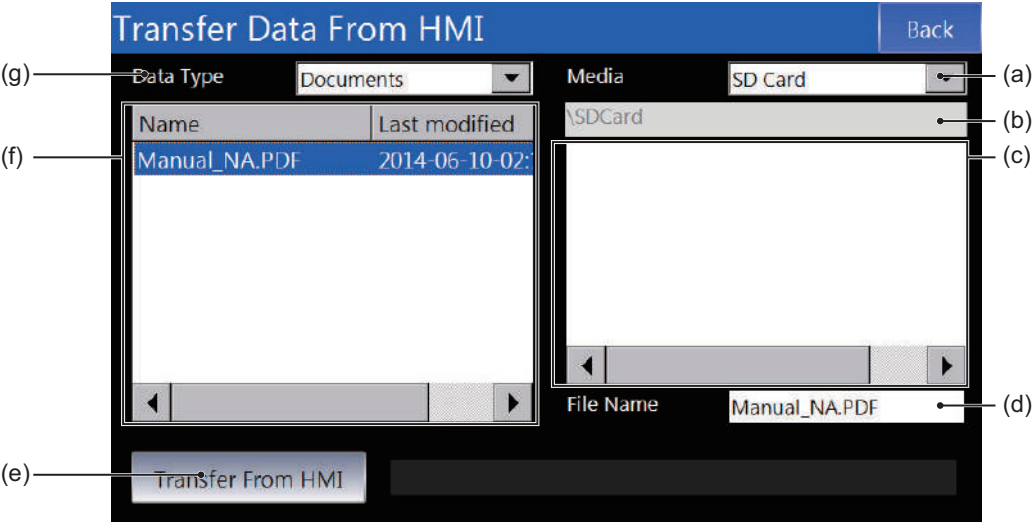 Transfer Data From HMI
Back
(g)
Data Type
Documents
Media
SD Card
(a)
\SDCard
(b)
Name
Last modified
(f)
Manual_NA.PDF
2014-06-10-02:
(c)
File Name
Manual_NA.PDF
(d)
(e)
Transfer From HMI